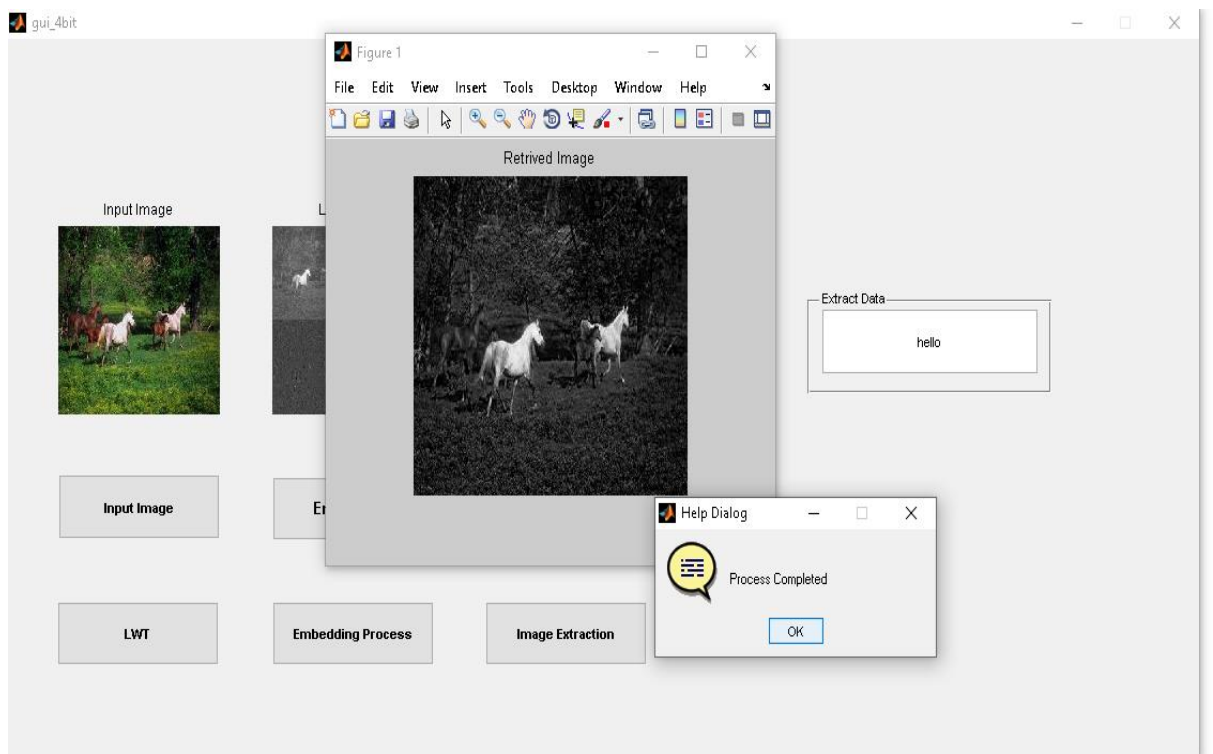 gui_4bit
Figure 1
File Edit View Insert Tools Desktop Window Help
Retrived Image
Input Image
L
Extract Data
hello
Input Image
Er
Help Dialog
Process Completed
OK
LWT
Embedding Process
Image Extraction